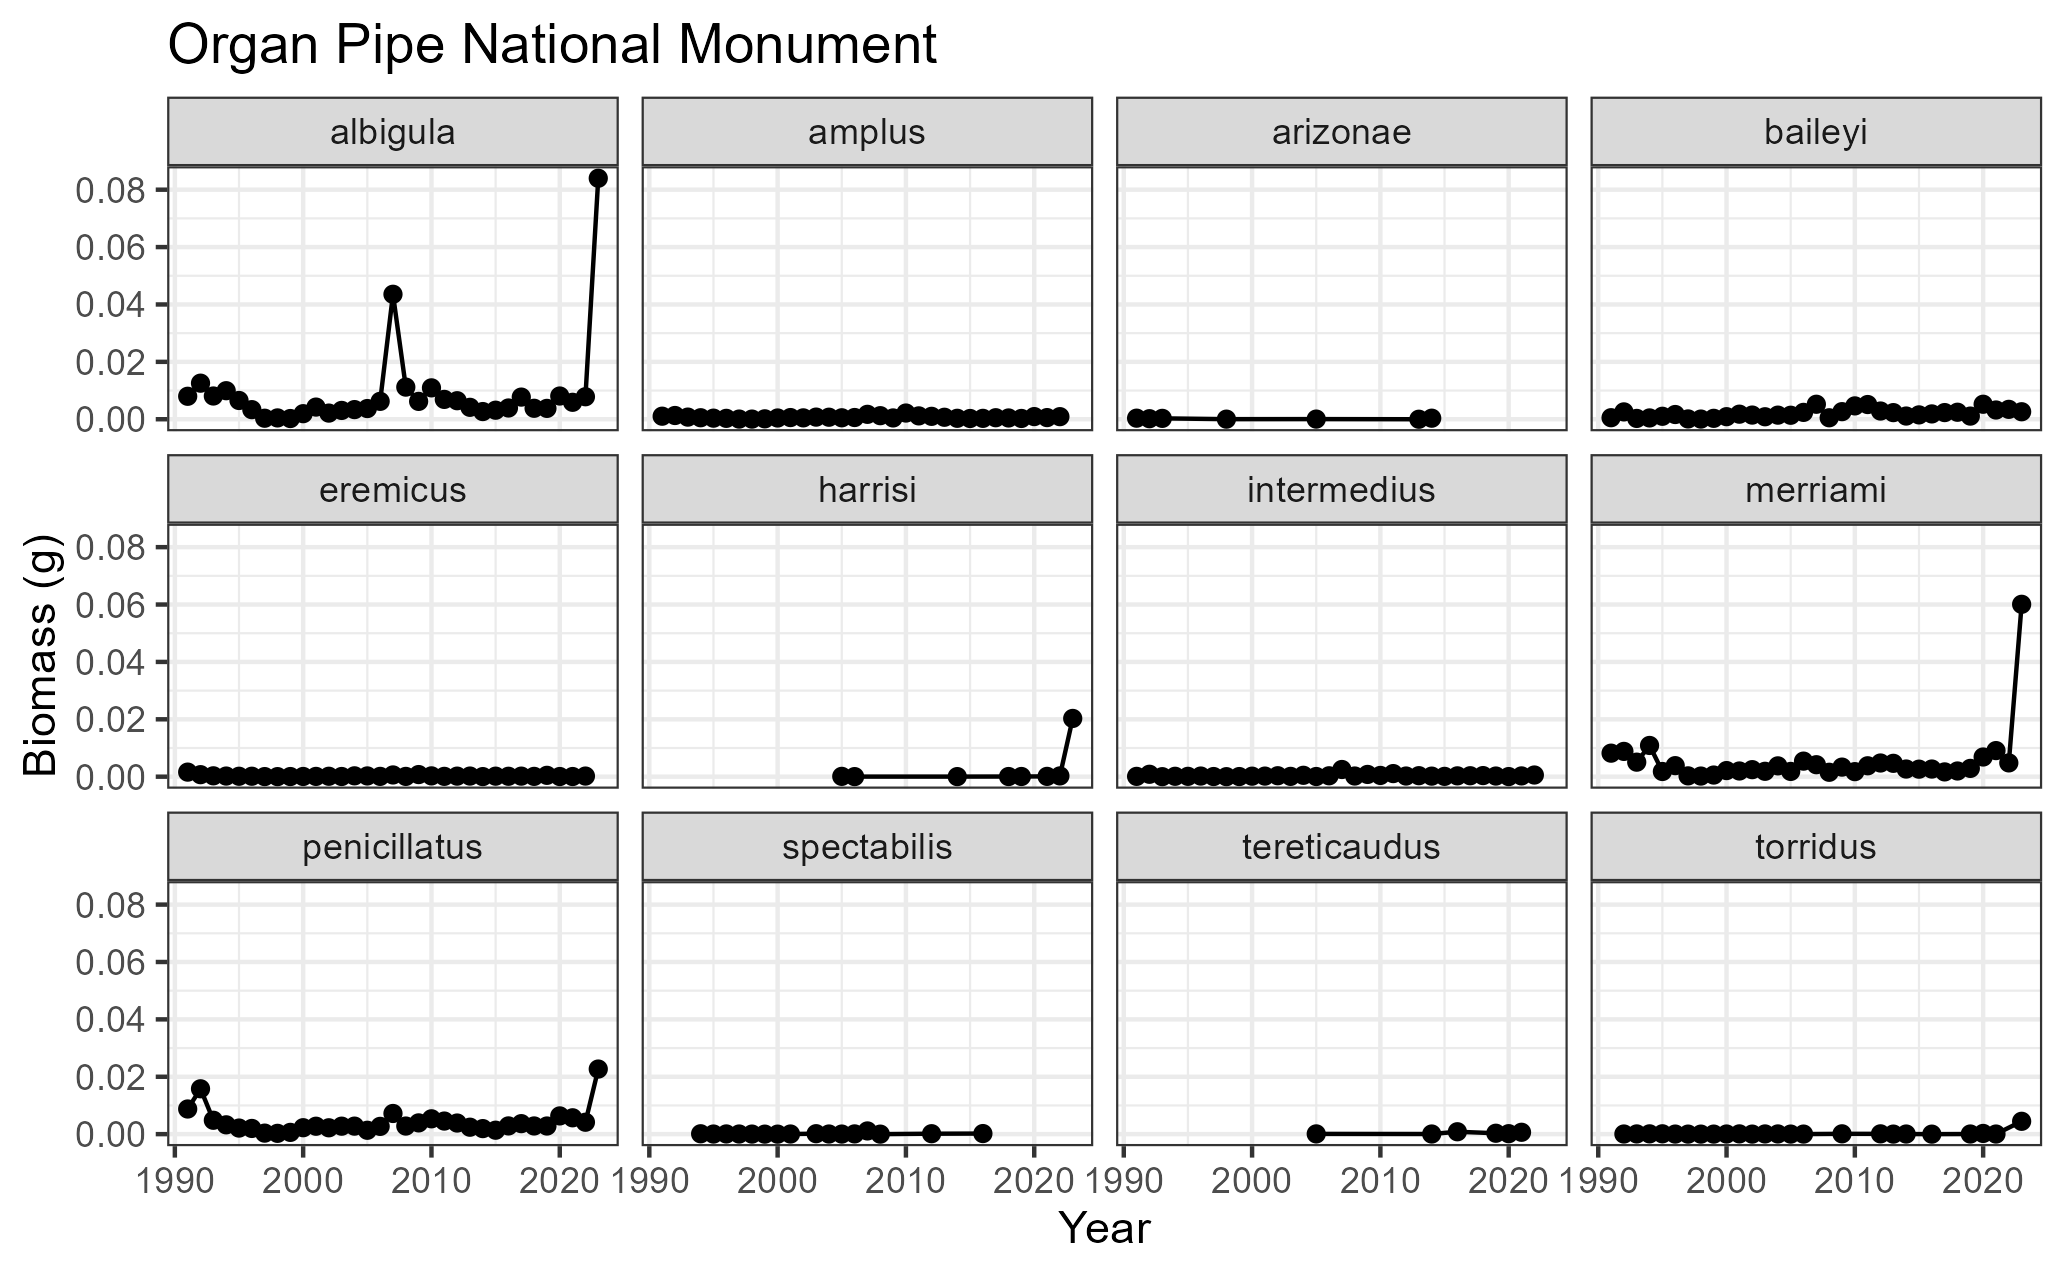 Organ Pipe National Monument
albigula amplus arizonae baileyi
0.08
0.06
0.04
0.02
0.00
eremicus harrisi intermedius merriami
0.08
0.06
0.04
0.02
0.00
Biomass (g)
penicillatus spectabilis tereticaudus torridus
0.08
0.06
0.04
0.02
0.00
1990 2000 2010 2020 1990 2000 2010 2020 1990 2000 2010 2020 1990 2000 2010 2020
Year